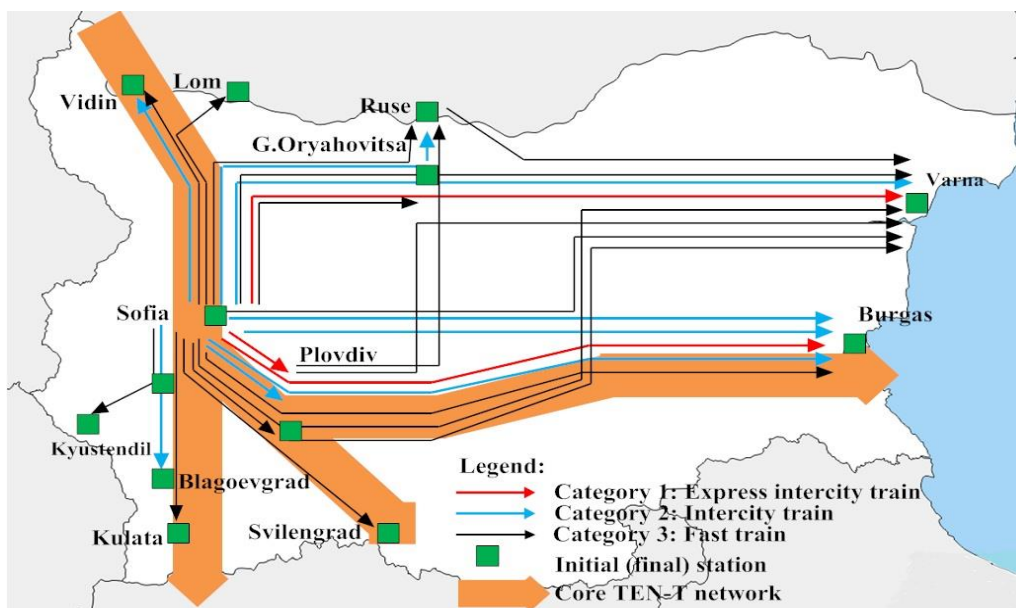 Lom
Vidin
Ruse
G.Oryahovitsa
Varna
Sofia
Burgas
Plovdiv
Kyustendil
Blagoevgrad
Kulata
Svilengrad
Legend:
Category 1: Express intercity train
Category 2: Intercity train
Category 3: Fast train
Initial (final) station
Core TEN-T network